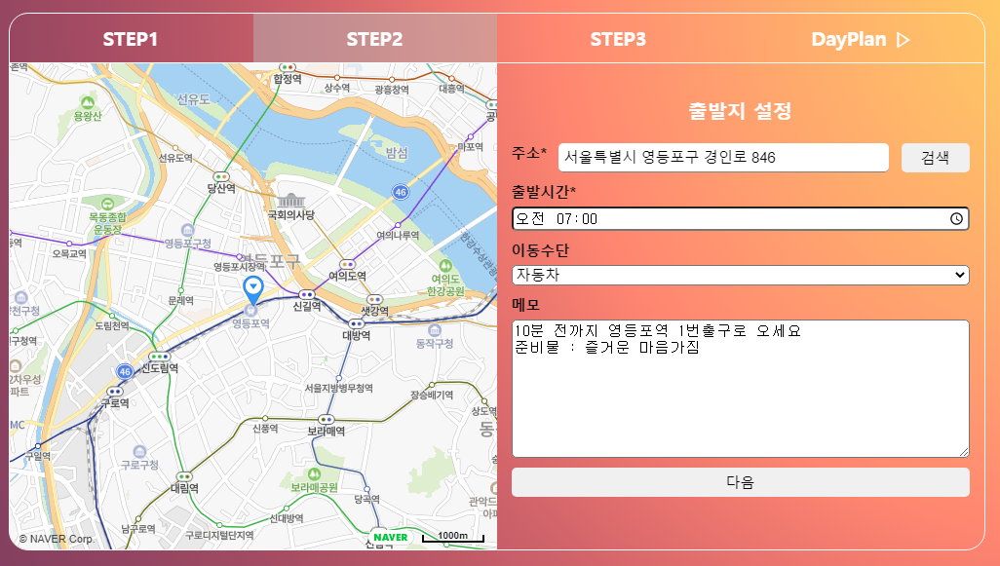 STEP1
STEP2
STEP3
DayPlan
합정역
상수역
광흥창역
대흥역
선유도
용왕산
선유도역
밤섬
마포역
당산역
46
국회의사당
목동종합
운동장
영등포구청
여의나루역
오목교역
영등포시장역
영등포구
여의도역
여의도
한강공원
문래역
신길역
샛강역
영등포역
도림천역
대방역
동작구청
신도림역
46
구로역
서울지방병무청역
장승배기역
신풍역
보라매역
구일역
구로구청
대림역
보라매공원
당곡역
신대방역
남구로역
구로디지털단지역
© NAVER Corp.
NAVER
1000m
출발지 설정
주소*
서울특별시 영등포구 경인로 846
검색
출발시간*
오전 07:00
이동수단
자동차
메모
10분 전까지 영등포역 1번출구로 오세요
준비물 : 즐거운 마음가짐
다음